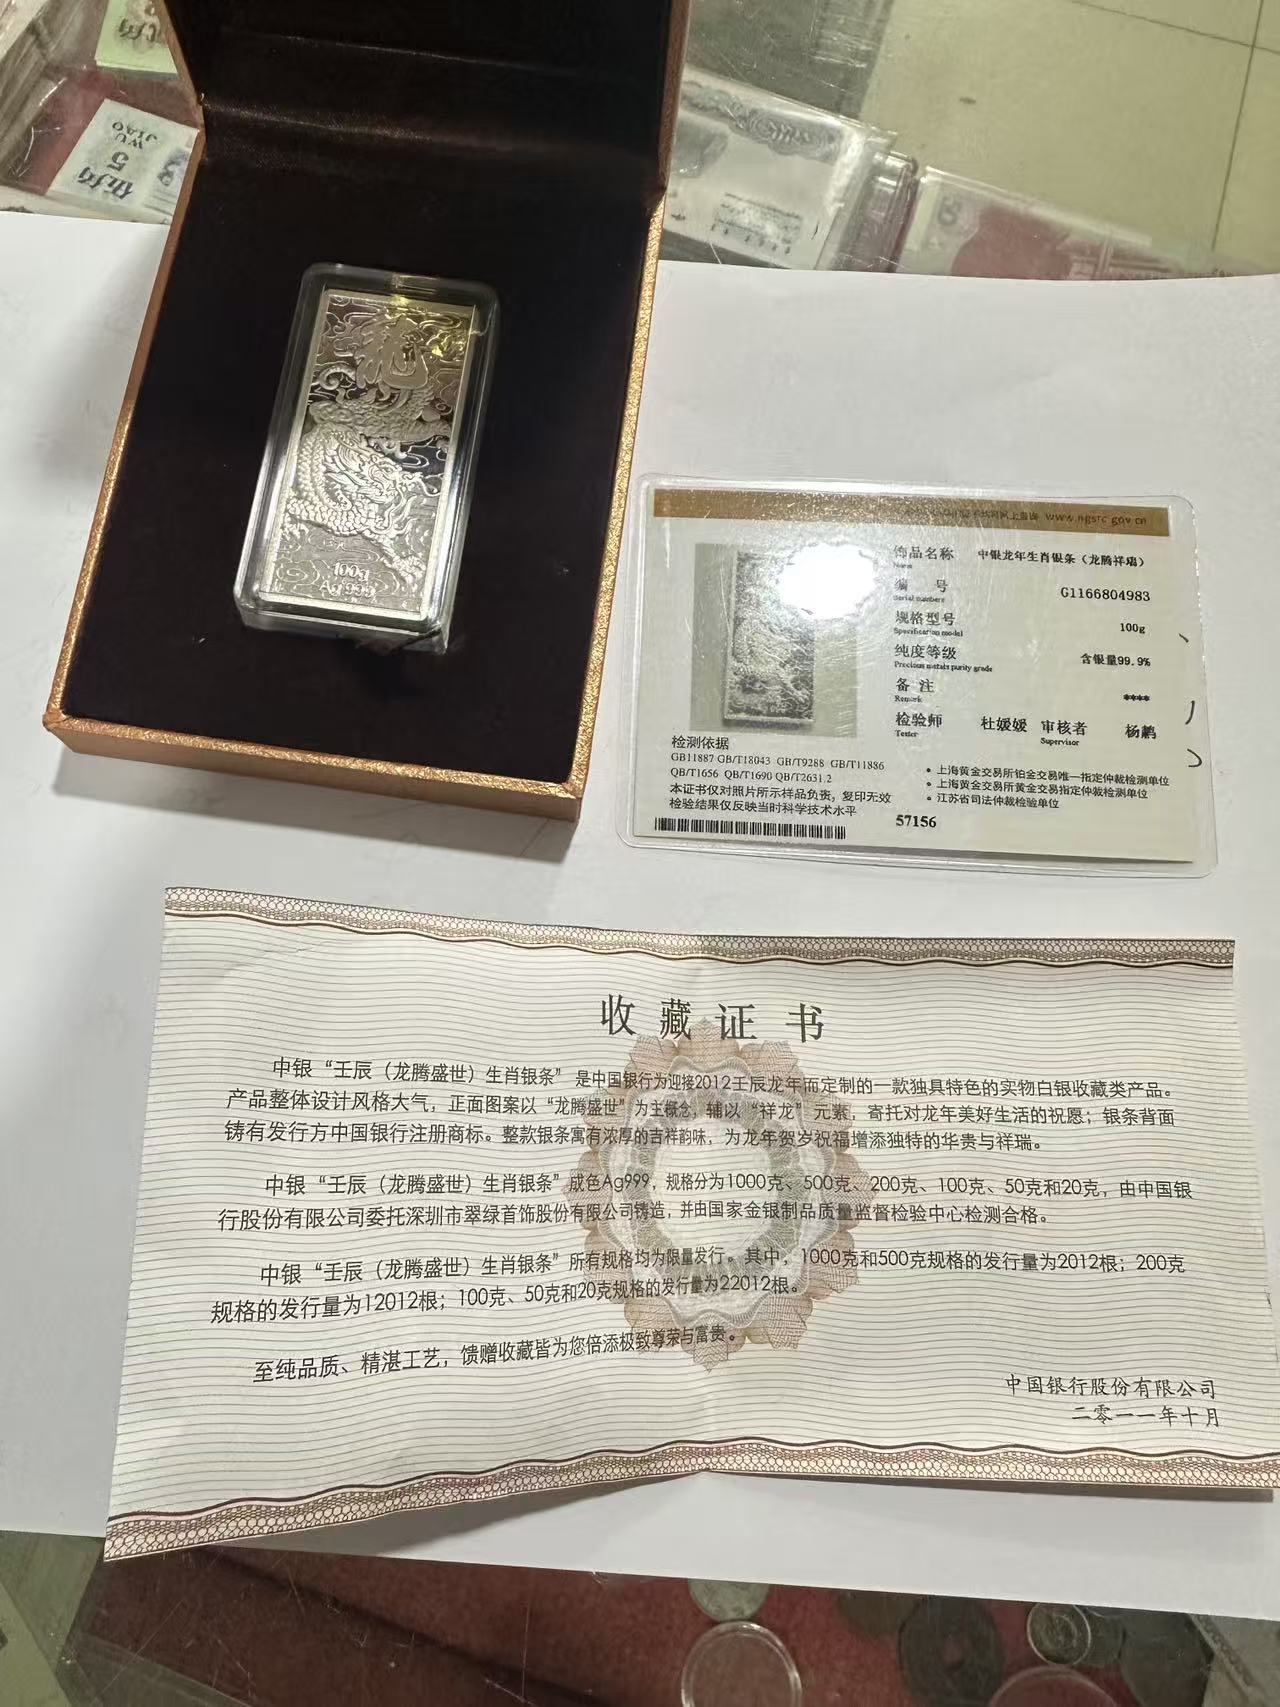 WU
JIAO
5
伍角
龙
100g
Ag999
网上查询 www.ngstc.gov.cn
饰品名称 中银龙年生肖银条（龙腾祥瑞）
Name
编 号 G1166804983
Serial numbers
规格型号 100g
Specification model
纯度等级 含银量99.9%
Precious metals purity grade
备 注 ****
Remark
检验师 杜媛媛 审核者 杨鹣
Tester Supervisor
检测依据
GB11887 GB/T18043 GB/T9288 GB/T11886
QB/T1656 QB/T1690 QB/T2631.2
本证书仅对照片所示样品负责，复印无效
检验结果仅反映当时科学技术水平
• 上海黄金交易所铂金交易唯一指定仲裁检测单位
• 上海黄金交易所黄金交易指定仲裁检测单位
• 江苏省司法仲裁检验单位
57156
收藏证书
中银“壬辰（龙腾盛世）生肖银条”是中国银行为迎接2012壬辰龙年而定制的一款独具特色的实物白银收藏类产品。
产品整体设计风格大气，正面图案以“龙腾盛世”为主概念，辅以“祥龙”元素，寄托对龙年美好生活的祝愿；银条背面
铸有发行方中国银行注册商标。整款银条寓有浓厚的吉祥韵味，为龙年贺岁祝福增添独特的华贵与祥瑞。
中银“壬辰（龙腾盛世）生肖银条”成色Ag999，规格分为1000克、500克、200克、100克、50克和20克，由中国银
行股份有限公司委托深圳市翠绿首饰股份有限公司铸造，并由国家金银制品质量监督检验中心检测合格。
中银“壬辰（龙腾盛世）生肖银条”所有规格均为限量发行。其中，1000克和500克规格的发行量为2012根；200克
规格的发行量为12012根；100克、50克和20克规格的发行量为22012根。
至纯品质、精湛工艺，馈赠收藏皆为您倍添极致尊荣与富贵。
中国银行股份有限公司
二零一一年十月